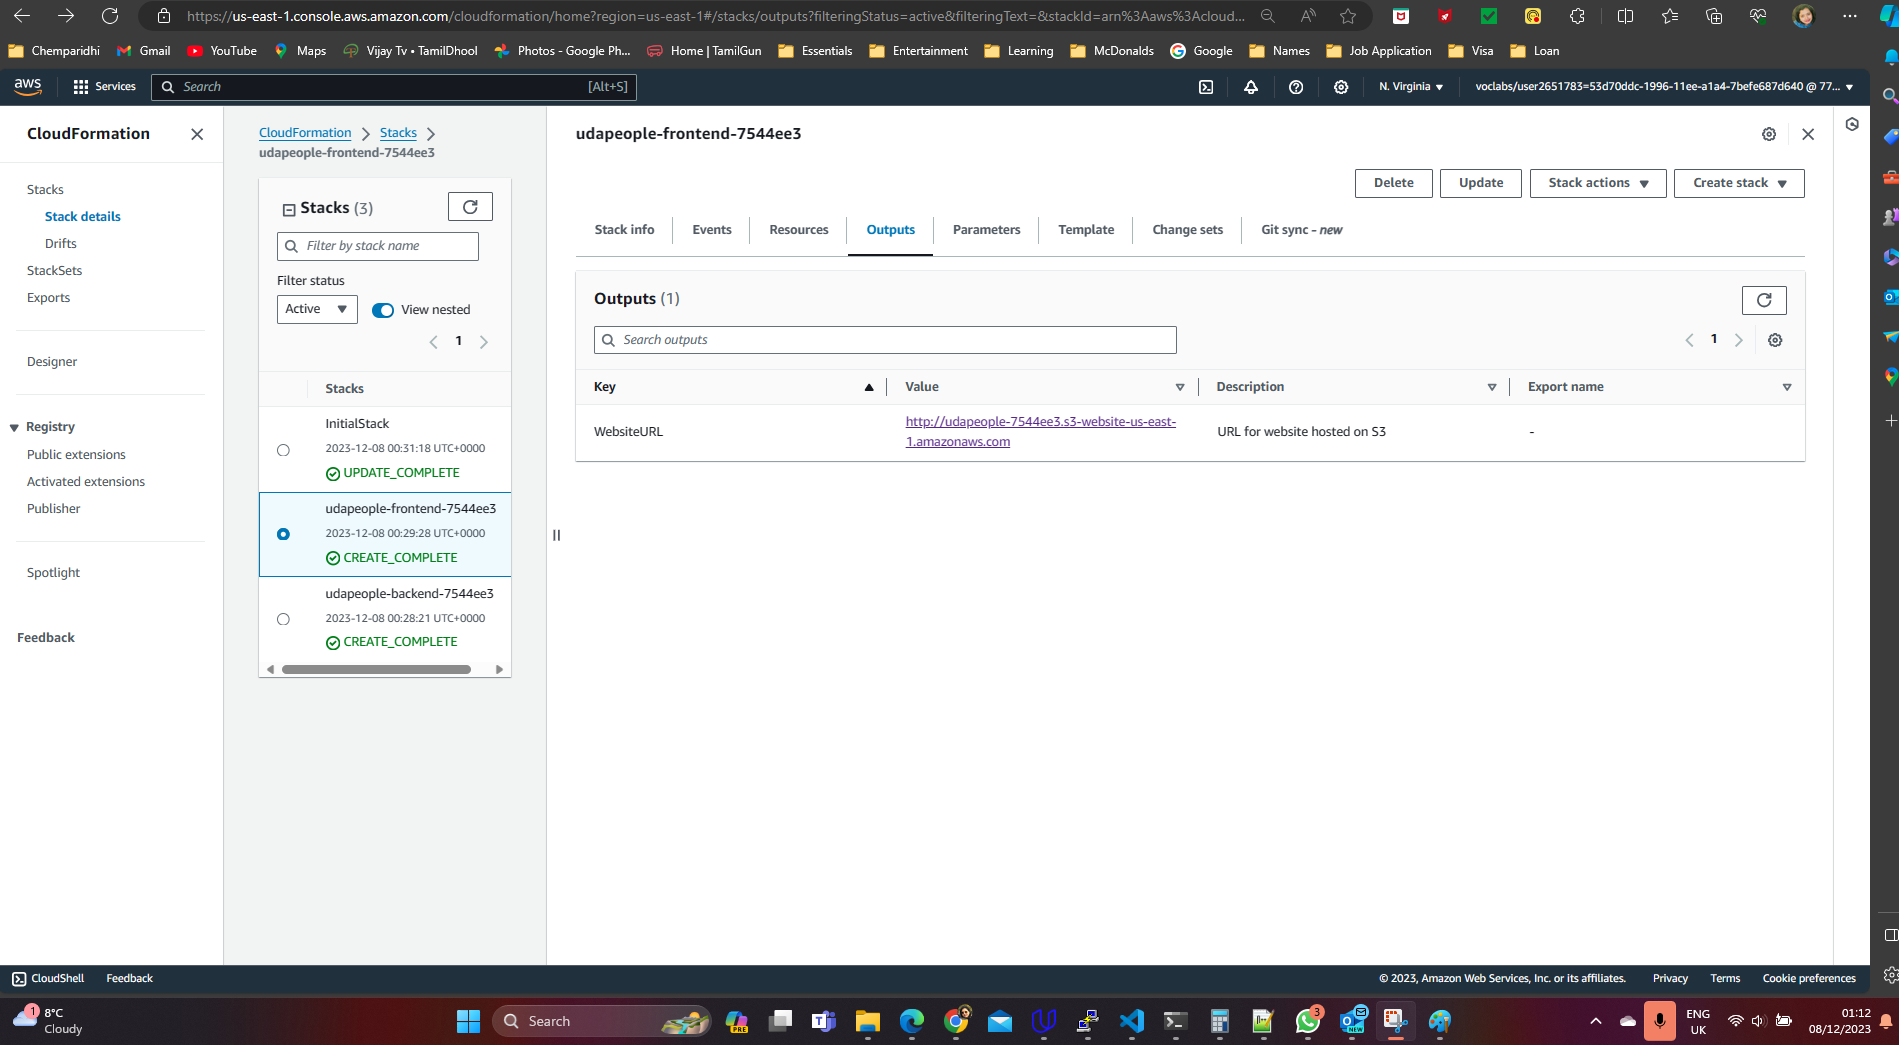 https://us-east-1.console.aws.amazon.com/cloudformation/home?region=us-east-1#/stacks/outputs?filteringStatus=active&filteringText=&stackId=arn%3Aaws%3Acloud...
Chemparidhi
Gmail
YouTube
Maps
Vijay Tv • TamilDhool
Photos - Google Ph...
Home | TamilGun
Essentials
Entertainment
Learning
McDonalds
Google
Names
Job Application
Visa
Loan
aws
Services
Search
[Alt+S]
N. Virginia
voclabs/user2651783=53d70ddc-1996-11ee-a1a4-7befe687d640 @ 77...
CloudFormation
Stacks
Stack details
Drifts
StackSets
Exports
Designer
Registry
Public extensions
Activated extensions
Publisher
Spotlight
Feedback
CloudFormation
Stacks
udapeople-frontend-7544ee3
Stacks (3)
Filter by stack name
Filter status
Active
View nested
1
Stacks
InitialStack
2023-12-08 00:31:18 UTC+0000
UPDATE_COMPLETE
udapeople-frontend-7544ee3
2023-12-08 00:29:28 UTC+0000
CREATE_COMPLETE
udapeople-backend-7544ee3
2023-12-08 00:28:21 UTC+0000
CREATE_COMPLETE
udapeople-frontend-7544ee3
Delete
Update
Stack actions
Create stack
Stack info
Events
Resources
Outputs
Parameters
Template
Change sets
Git sync - new
Outputs (1)
Search outputs
1
Key
Value
Description
Export name
WebsiteURL
http://udapeople-7544ee3.s3-website-us-east-
1.amazonaws.com
URL for website hosted on S3
-
CloudShell
Feedback
© 2023, Amazon Web Services, Inc. or its affiliates.
Privacy
Terms
Cookie preferences
1
8°C
Cloudy
Search
PRE
3
NEW
ENG
UK
01:12
08/12/2023